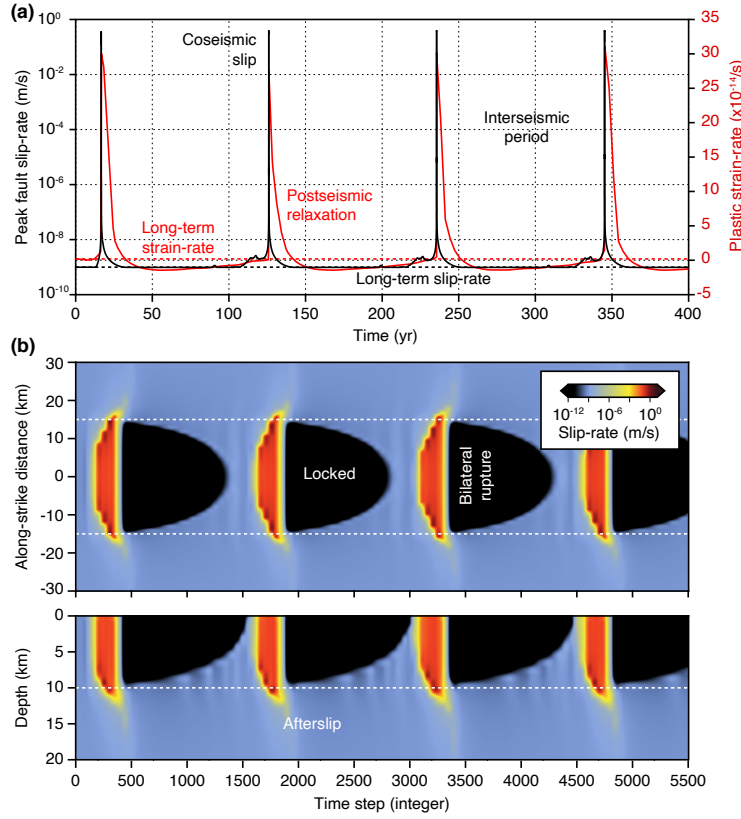 (a)
10^0
10^-2
10^-4
10^-6
10^-8
10^-10
Peak fault slip-rate (m/s)
35
30
25
20
15
10
5
0
-5
Plastic strain-rate (x10^-14/s)
Coseismic
slip
Interseismic
period
Postseismic
relaxation
Long-term
strain-rate
Long-term slip-rate
0 50 100 150 200 250 300 350 400
Time (yr)
(b)
30
20
10
0
-10
-20
-30
Along-strike distance (km)
Locked
Bilateral
rupture
10^-12 10^-6 10^0
Slip-rate (m/s)
0
5
10
15
20
Depth (km)
Afterslip
0 500 1000 1500 2000 2500 3000 3500 4000 4500 5000 5500
Time step (integer)